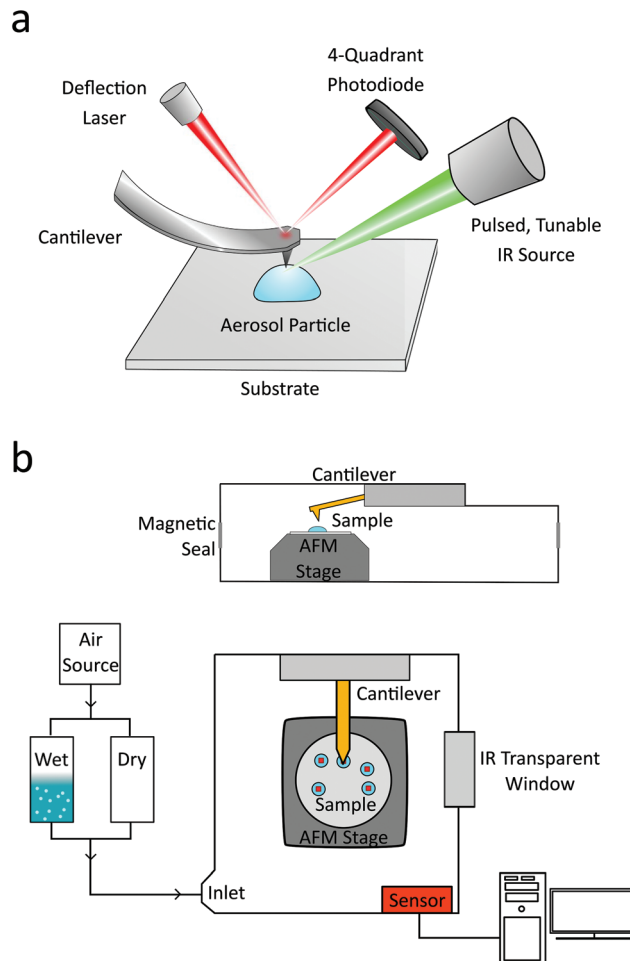 a
Deflection
Laser
4-Quadrant
Photodiode
Cantilever
Pulsed, Tunable
IR Source
Aerosol Particle
Substrate
b
Cantilever
Magnetic
Seal
Sample
AFM
Stage
Air
Source
Wet
Dry
Cantilever
IR Transparent
Window
Sample
AFM Stage
Inlet
Sensor